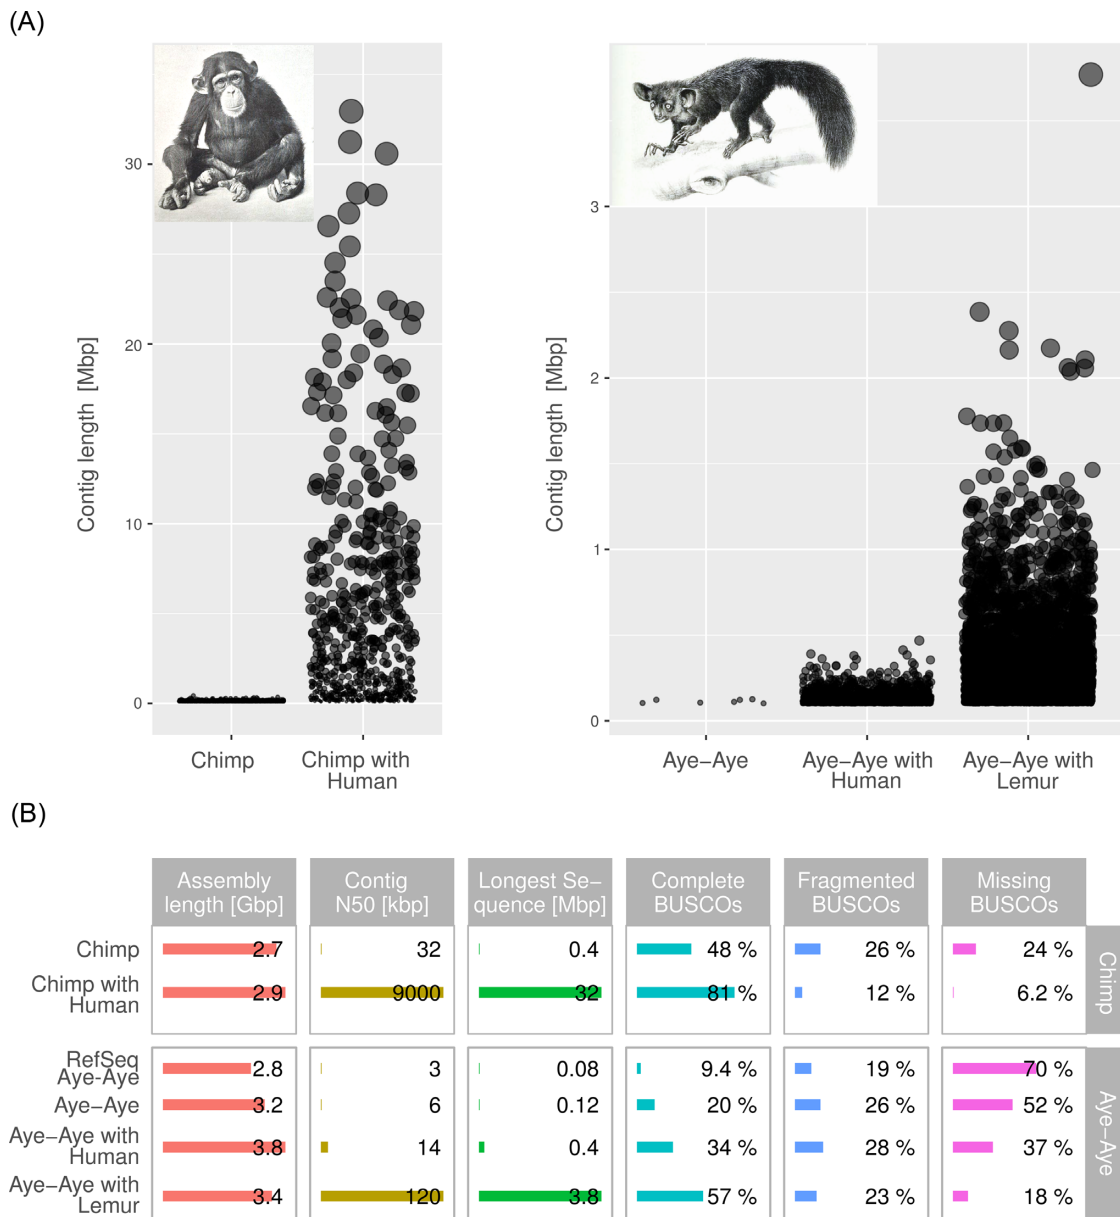 (A)
Contig length [Mbp]
30
20
10
0
Chimp
Chimp with
Human
Contig length [Mbp]
3
2
1
0
Aye−Aye
Aye−Aye with
Human
Aye−Aye with
Lemur
(B)
Assembly
length [Gbp]
Contig
N50 [kbp]
Longest Se−
quence [Mbp]
Complete
BUSCOs
Fragmented
BUSCOs
Missing
BUSCOs
Chimp
2.7
32
0.4
48 %
26 %
24 %
Chimp with
Human
2.9
9000
32
81 %
12 %
6.2 %
Chimp
RefSeq
Aye-Aye
2.8
3
0.08
9.4 %
19 %
70 %
Aye−Aye
3.2
6
0.12
20 %
26 %
52 %
Aye−Aye with
Human
3.8
14
0.4
34 %
28 %
37 %
Aye−Aye with
Lemur
3.4
120
3.8
57 %
23 %
18 %
Aye−Aye